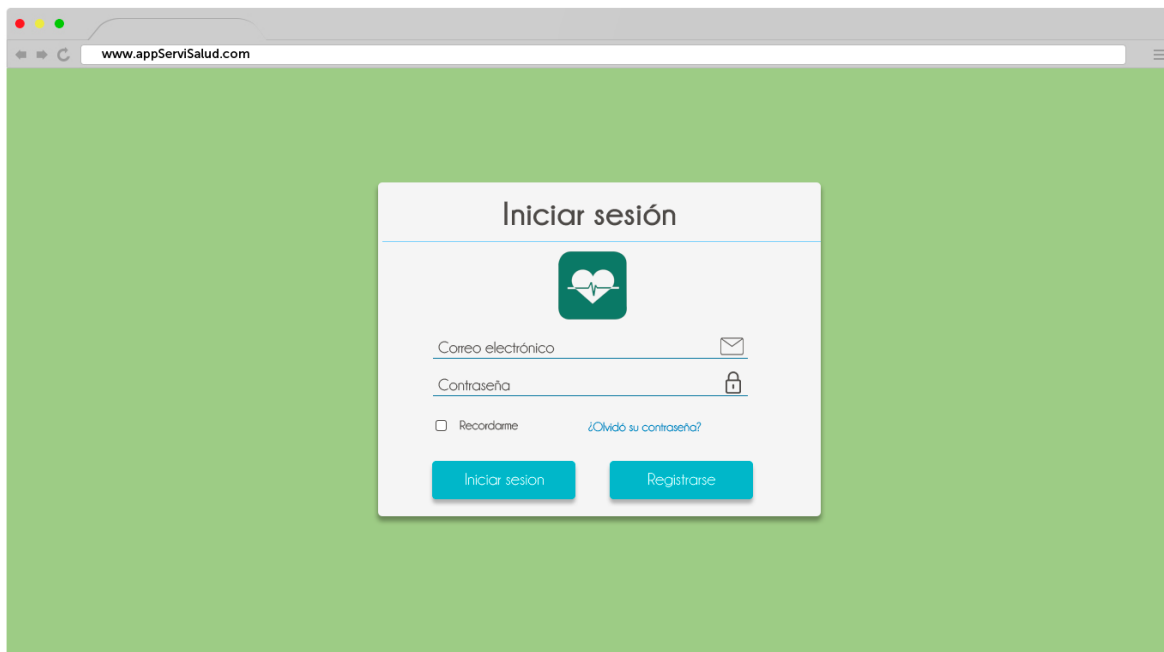 www.appServiSalud.com
Iniciar sesión
Correo electrónico
Contraseña
Recordarme ¿Olvidó su contraseña?
Iniciar sesion Registrarse